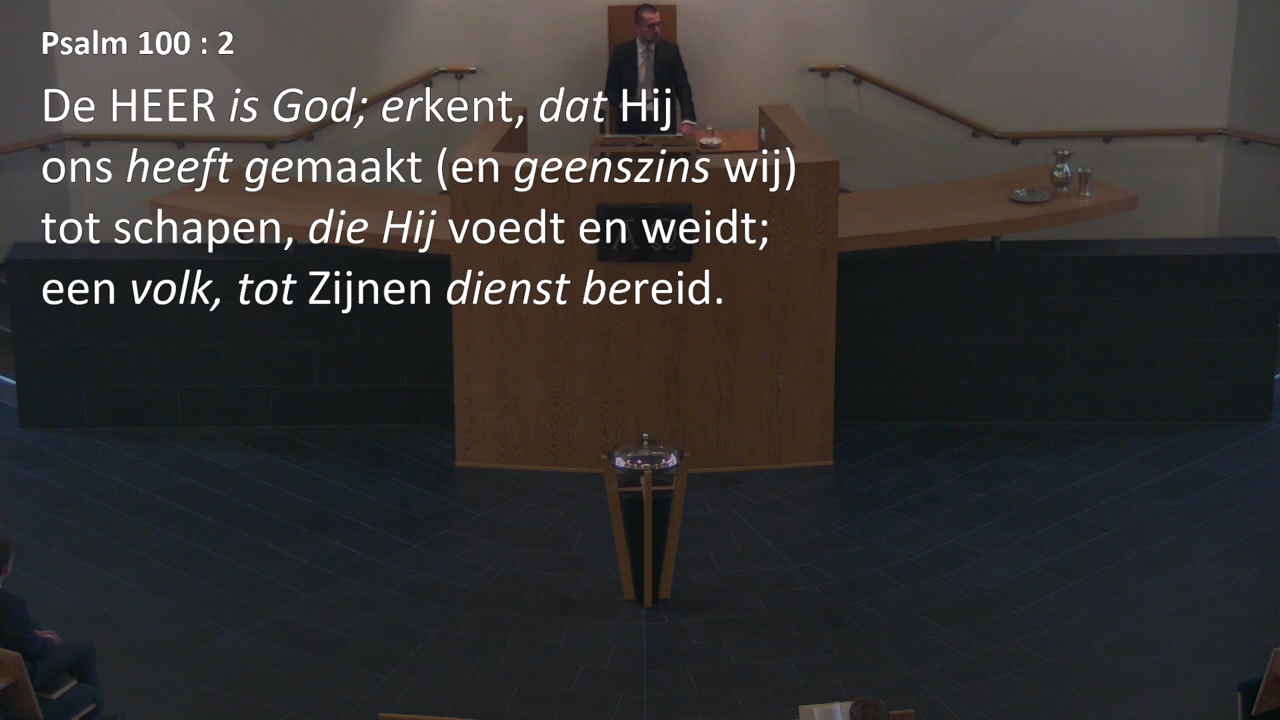 Psalm 100 : 2
De HEER is God; erkent, dat Hij
ons heeft gemaakt (en geenszins wij)
tot schapen, die Hij voedt en weidt;
een volk, tot Zijnen dienst bereid.